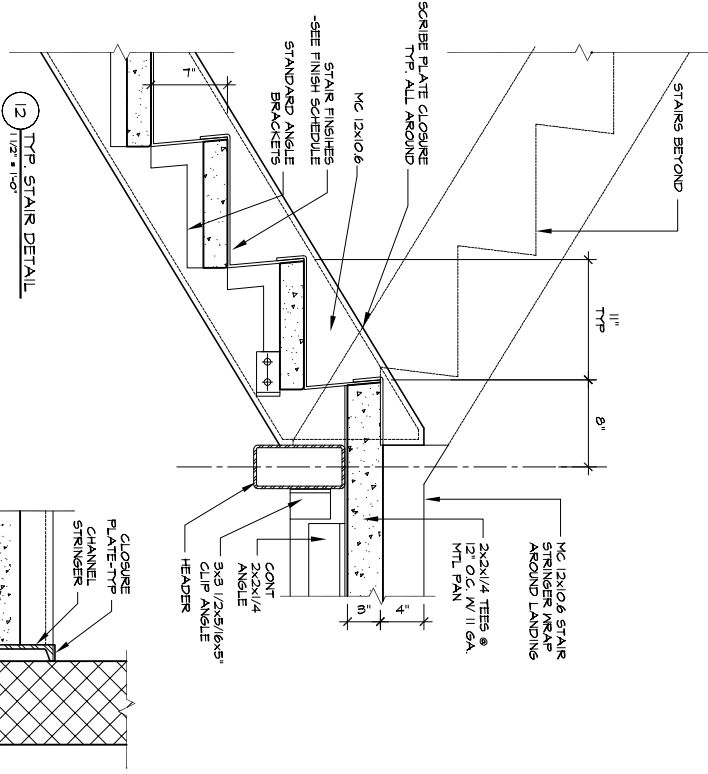 STAIRS BEYOND
SCRIBE PLATE CLOSURE
TYP. ALL AROUND
MC 12x10.6
STAIR FINSIHES
-SEE FINISH SCHEDULE
STANDARD ANGLE
BRACKETS
7"
11"
TYP
8"
MC 12x10.6 STAIR
STRINGER WRAP
AROUND LANDING
2x2x1/4 TEES @
12" O.C. W/ 11 GA.
MTL PAN
4"
3"
CONT
2x2x1/4
ANGLE
3x3 1/2x5/16x5"
CLIP ANGLE
HEADER
CLOSURE
PLATE-TYP
CHANNEL
STRINGER
12
TYP. STAIR DETAIL
1 1/2" = 1'-0"